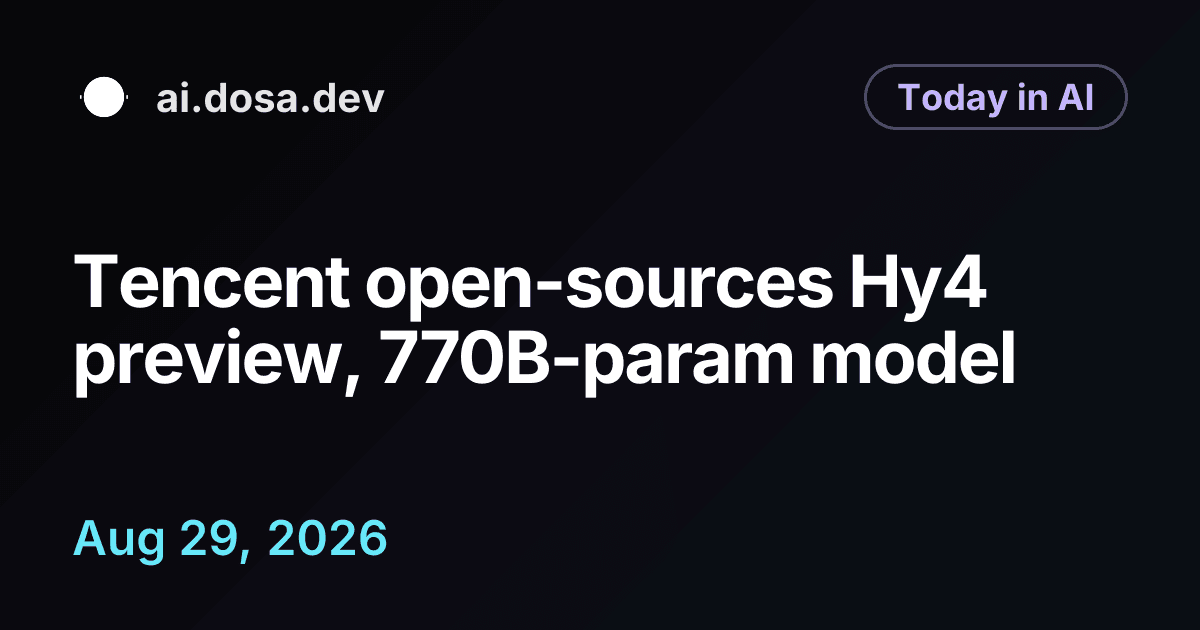 ai.dosa.dev
Today in AI
Tencent open-sources Hy4
preview, 770B-param model
Aug 29, 2026